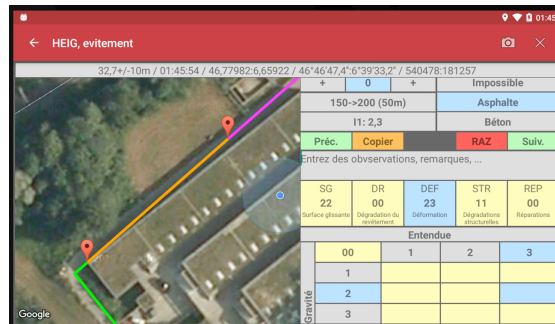 01:45
HEIG, evitement
32,7+/-10m / 01:45:54 / 46,77982:6,65922 / 46°46'47,4":6°39'33,2" / 540478:181257
+ 0 + Impossible
150->200 (50m) Asphalte
I1: 2,3 Béton
Préc. Copier RAZ Suiv.
Entrez des obvservations, remarques, ...
SG DR DEF STR REP
22 00 23 11 00
Surface glissante Dégradation du revêtement Déformation Dégradations structurelles Réparations
Entendue
00 1 2 3
Gravité
1
2
3
Google